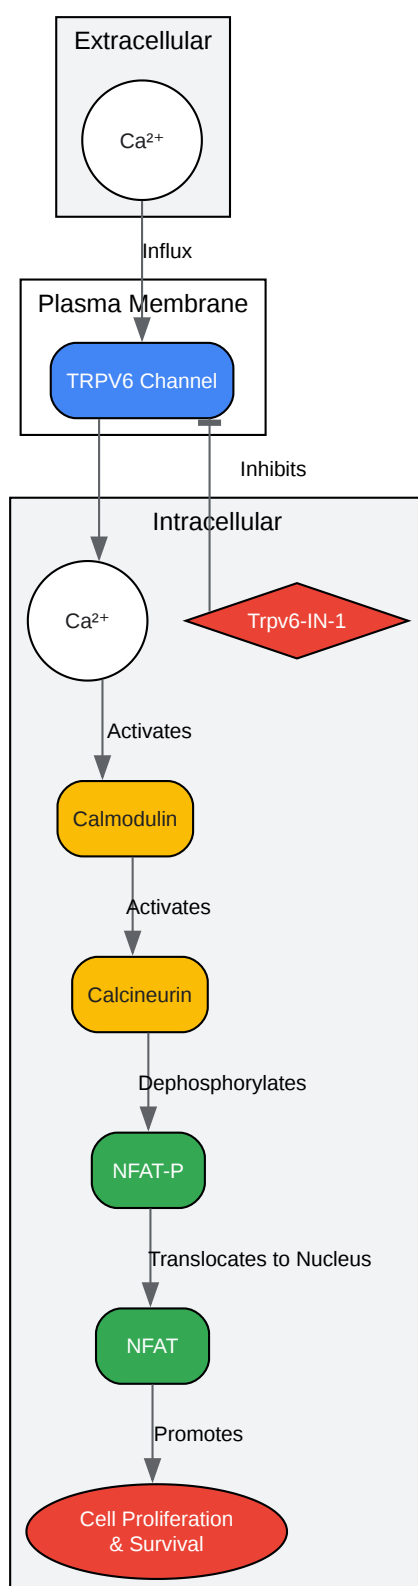 Extracellular
Ca²⁺
Influx
Plasma Membrane
TRPV6 Channel
Inhibits
Intracellular
Ca²⁺
Trpv6-IN-1
Activates
Calmodulin
Activates
Calcineurin
Dephosphorylates
NFAT-P
Translocates to Nucleus
NFAT
Promotes
Cell Proliferation
& Survival